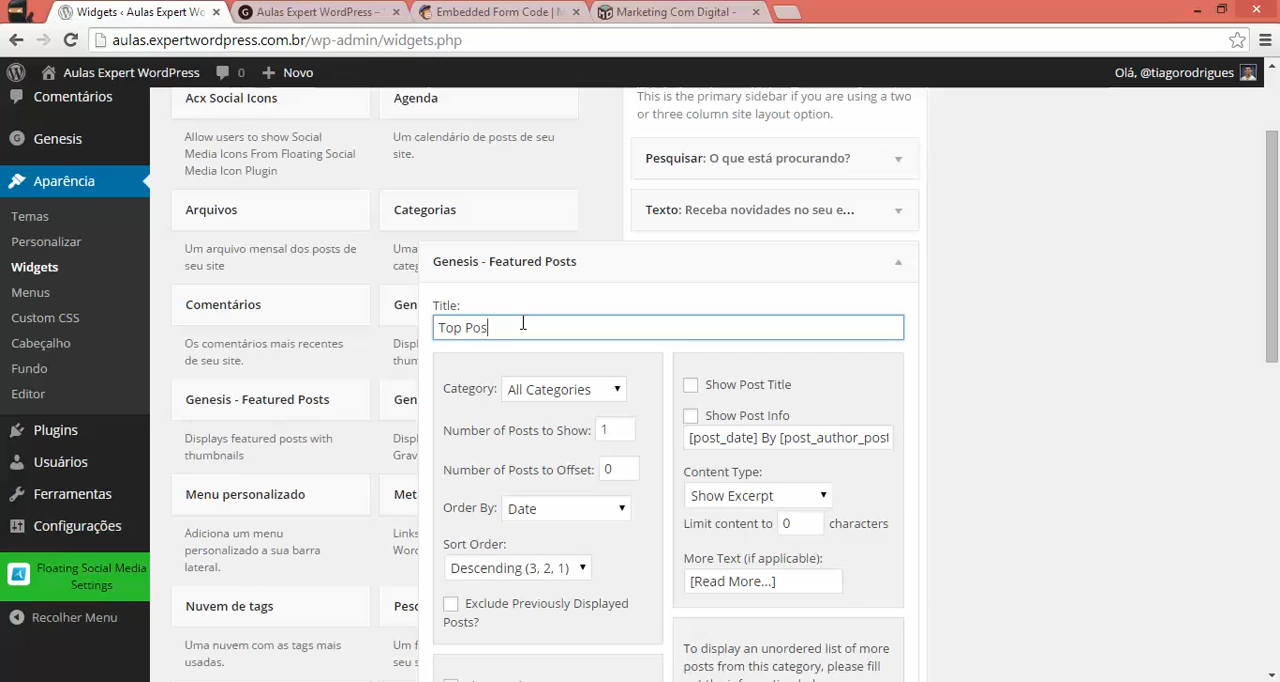 Widgets ‹ Aulas Expert Wo
Aulas Expert WordPress –
Embedded Form Code | M
Marketing Com Digital -
aulas.expertwordpress.com.br/wp-admin/widgets.php
Aulas Expert WordPress
0
Novo
Olá, @tiagorodrigues
Comentários
Genesis
Aparência
Temas
Personalizar
Widgets
Menus
Custom CSS
Cabeçalho
Fundo
Editor
Plugins
Usuários
Ferramentas
Configurações
Floating Social Media
Settings
Recolher Menu
Acx Social Icons
Allow users to show Social
Media Icons From Floating Social
Media Icon Plugin
Agenda
Um calendário de posts de seu
site.
Arquivos
Um arquivo mensal dos posts de
seu site
Categorias
Uma
categ
Comentários
Os comentários mais recentes
de seu site.
Gen
Displ
thum
Genesis - Featured Posts
Displays featured posts with
thumbnails
Gen
Displ
Grav
Menu personalizado
Adiciona um menu
personalizado a sua barra
lateral.
Met
Links
Word
Nuvem de tags
Uma nuvem com as tags mais
usadas.
Pesc
Um f
seu s
This is the primary sidebar if you are using a two
or three column site layout option.
Pesquisar: O que está procurando?
Texto: Receba novidades no seu e...
Genesis - Featured Posts
Title:
Top Pos
Category:
All Categories
Number of Posts to Show:
1
Number of Posts to Offset:
0
Order By:
Date
Sort Order:
Descending (3, 2, 1)
Exclude Previously Displayed
Posts?
Show Post Title
Show Post Info
[post_date] By [post_author_post
Content Type:
Show Excerpt
Limit content to 0 characters
More Text (if applicable):
[Read More...]
To display an unordered list of more
posts from this category, please fill